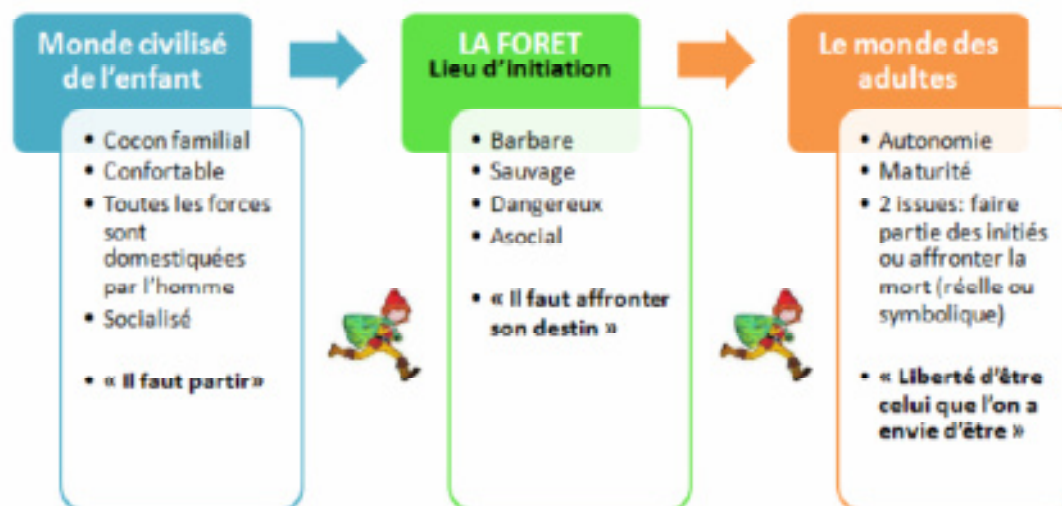 Monde civilisé
de l'enfant
• Cocon familial
• Confortable
• Toutes les forces
sont
domestiquées
par l'homme
• Socialisé
• « Il faut partir»
LA FORET
Lieu d'initiation
• Barbare
• Sauvage
• Dangereux
• Asocial
• « Il faut affronter
son destin »
Le monde des
adultes
• Autonomie
• Maturité
• 2 issues: faire
partie des initiés
ou affronter la
mort (réelle ou
symbolique)
• « Liberté d'être
celui que l'on a
envie d'être »